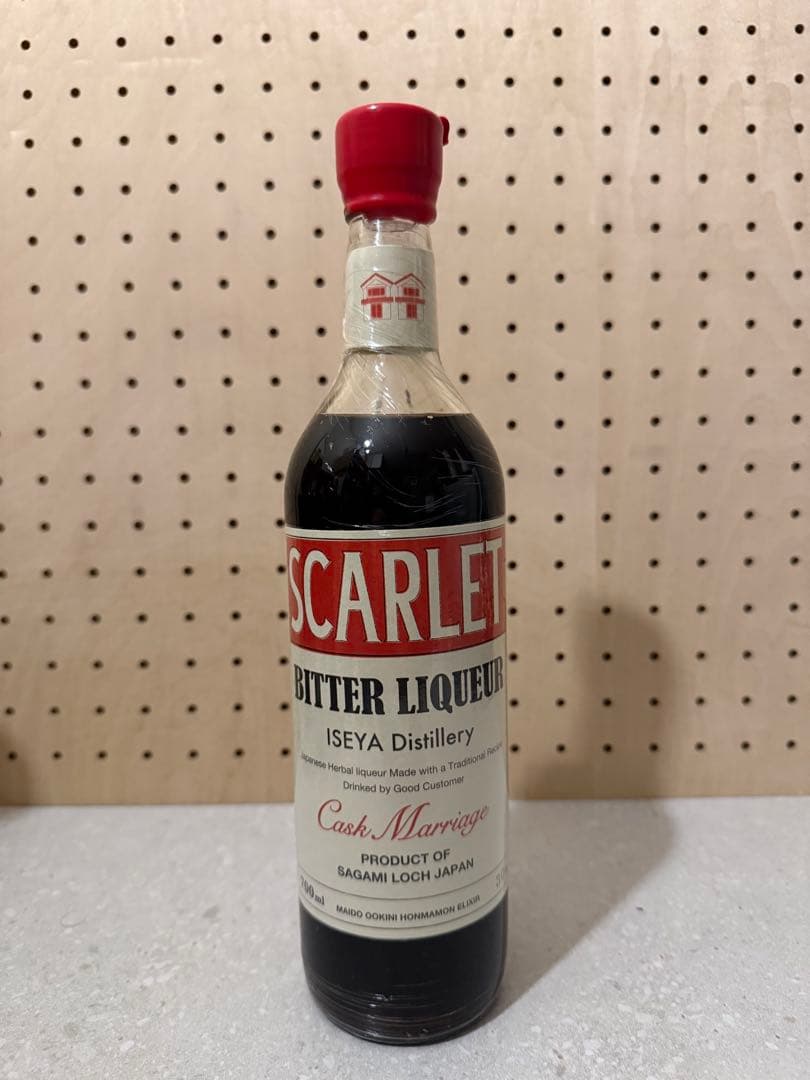 SCARLET
BITTER LIQUEUR
ISEYA Distillery
Japanese Herbal liqueur Made with a Traditional
Drinked by Good Customer
Cask Marriage
PRODUCT OF
SAGAMI LOCH JAPAN
700ml
MAIDO OOKINI HONMAMON ELIXIR